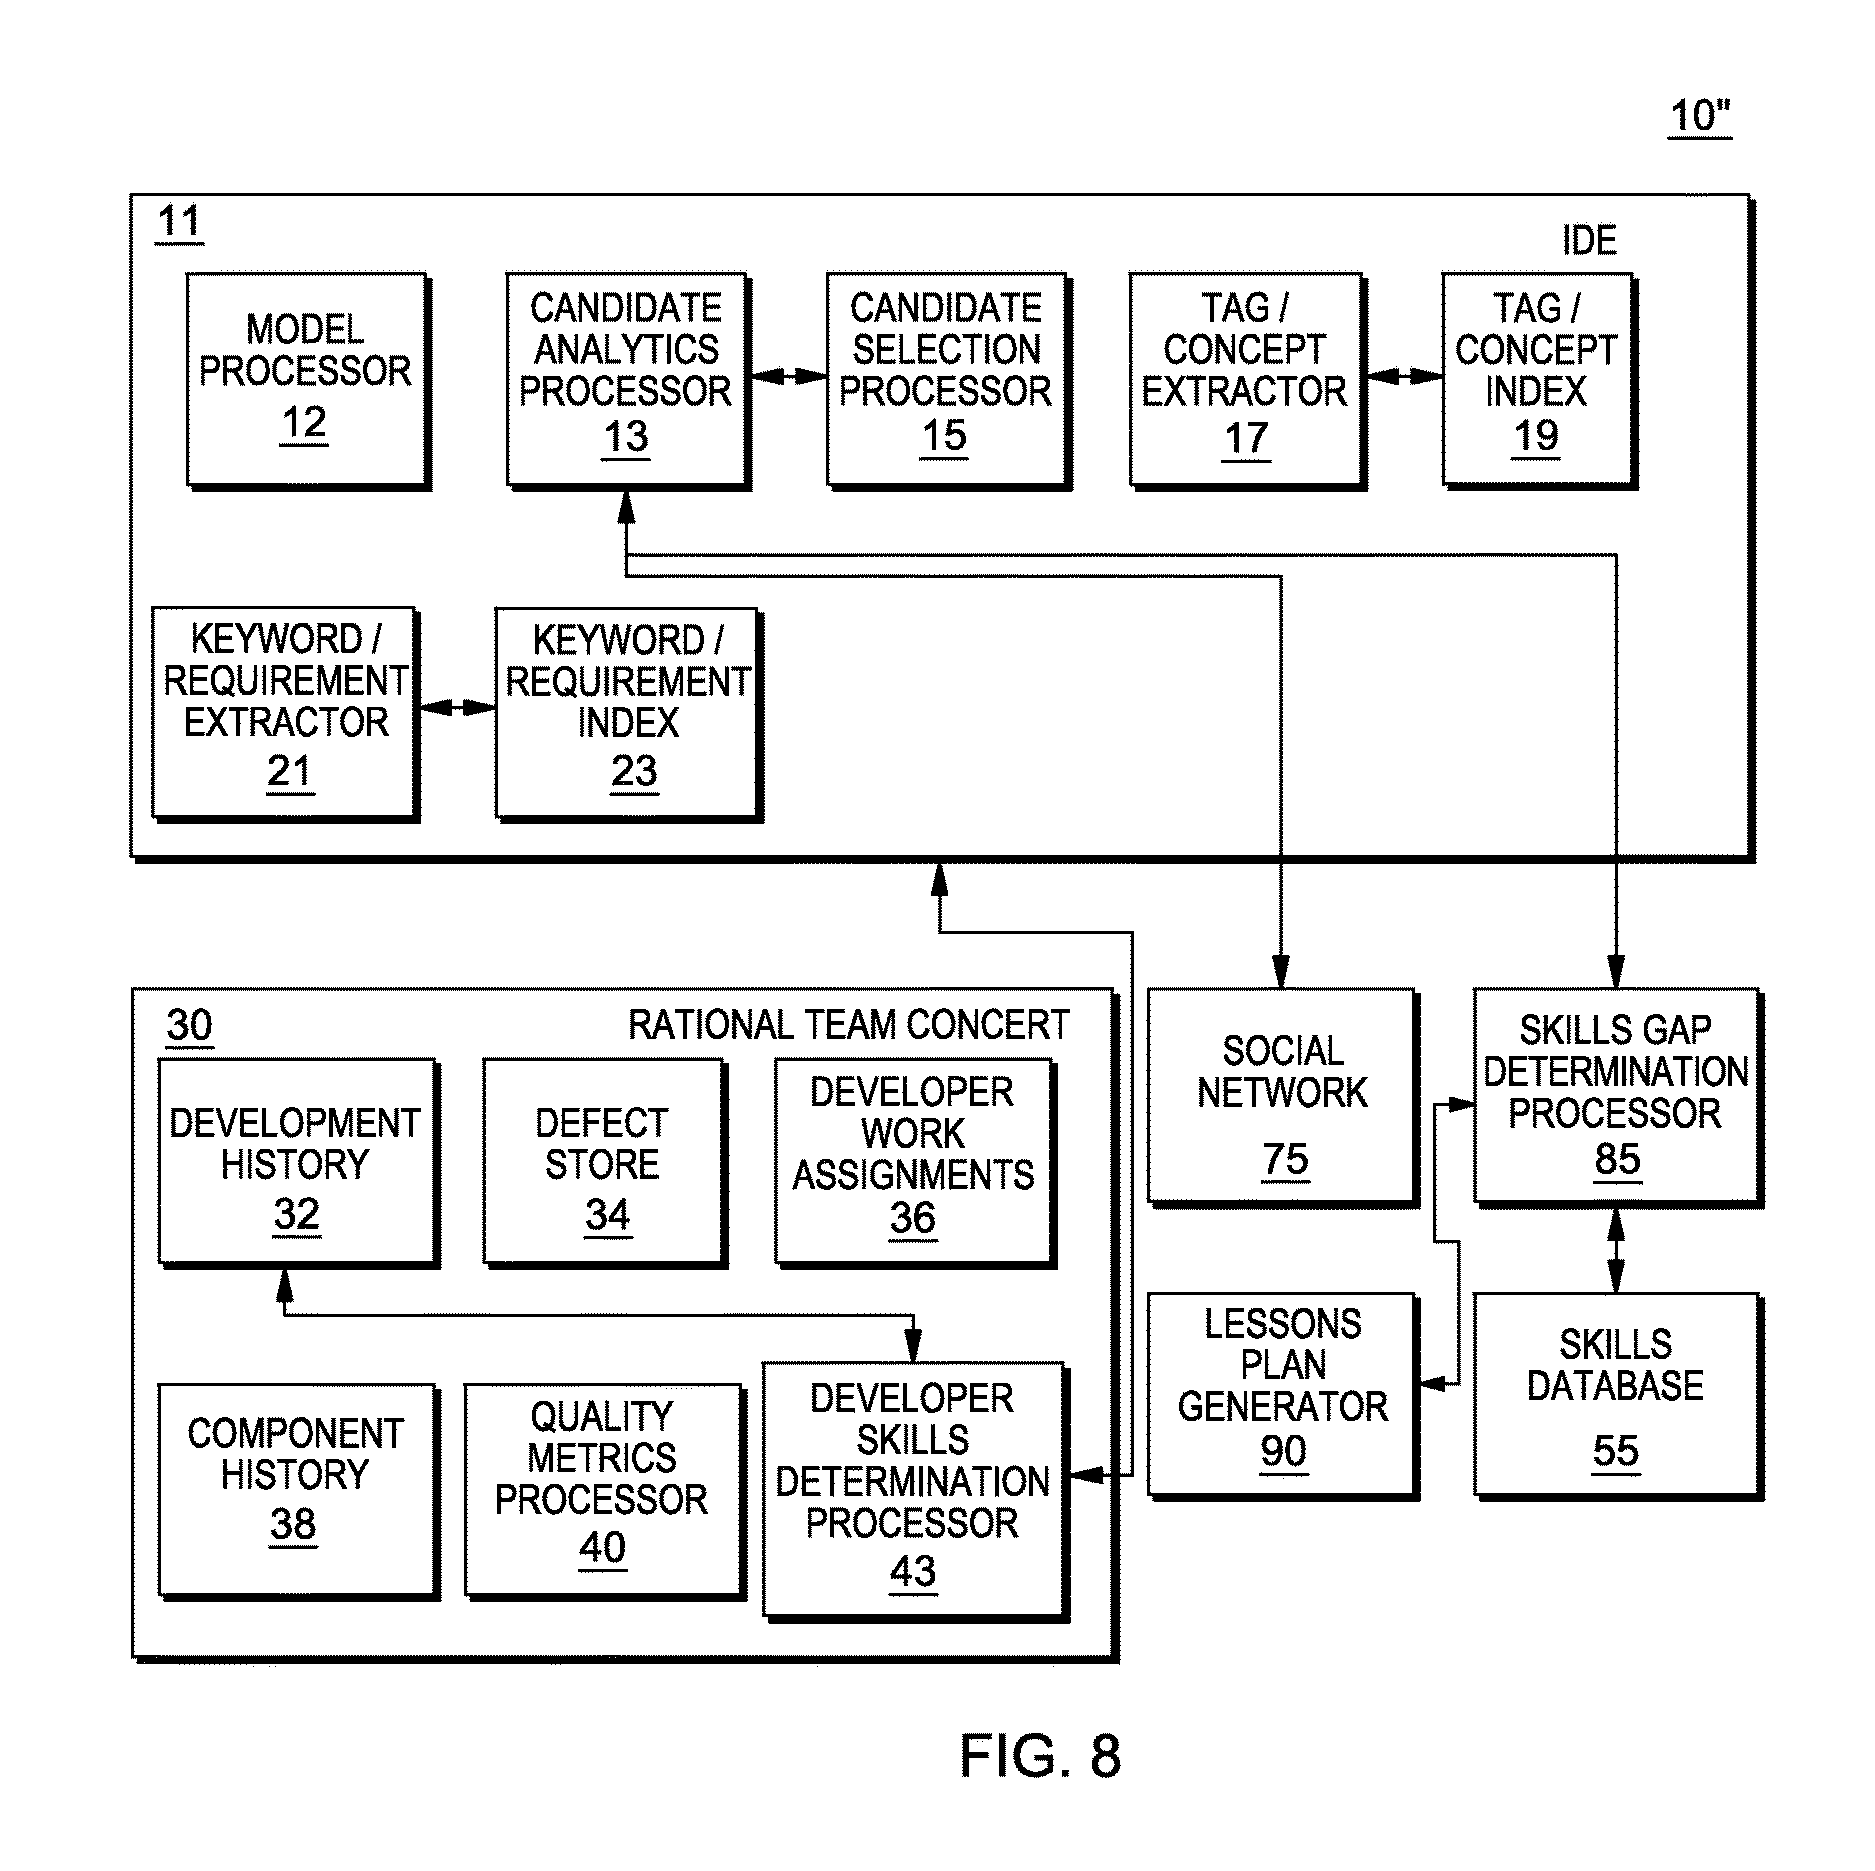 10"
11
IDE
MODEL
PROCESSOR
12
CANDIDATE
ANALYTICS
PROCESSOR
13
CANDIDATE
SELECTION
PROCESSOR
15
TAG /
CONCEPT
EXTRACTOR
17
TAG /
CONCEPT
INDEX
19
KEYWORD /
REQUIREMENT
EXTRACTOR
21
KEYWORD /
REQUIREMENT
INDEX
23
30
RATIONAL TEAM CONCERT
DEVELOPMENT
HISTORY
32
DEFECT
STORE
34
DEVELOPER
WORK
ASSIGNMENTS
36
COMPONENT
HISTORY
38
QUALITY
METRICS
PROCESSOR
40
DEVELOPER
SKILLS
DETERMINATION
PROCESSOR
43
SOCIAL
NETWORK
75
SKILLS GAP
DETERMINATION
PROCESSOR
85
LESSONS
PLAN
GENERATOR
90
SKILLS
DATABASE
55
FIG. 8